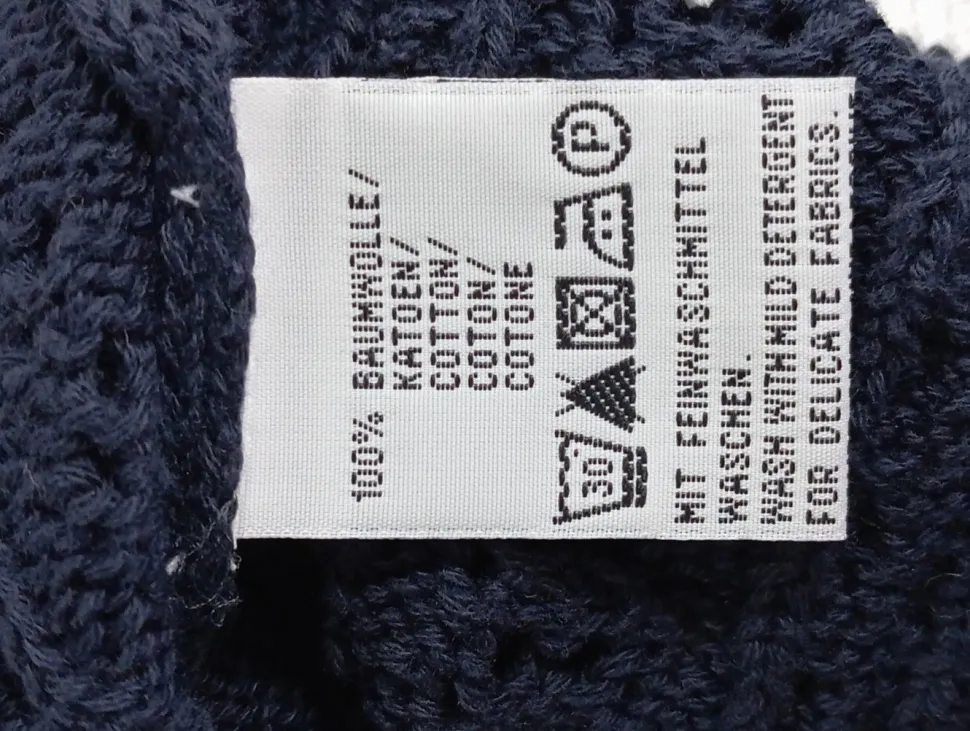 100% BAUMWOLLE/
KATOEN/
COTTON/
COTON/
COTONE
30°
P
MIT FEINWASCHMITTEL
WASCHEN.
WASH WITH MILD DETERGENT
FOR DELICATE FABRICS.